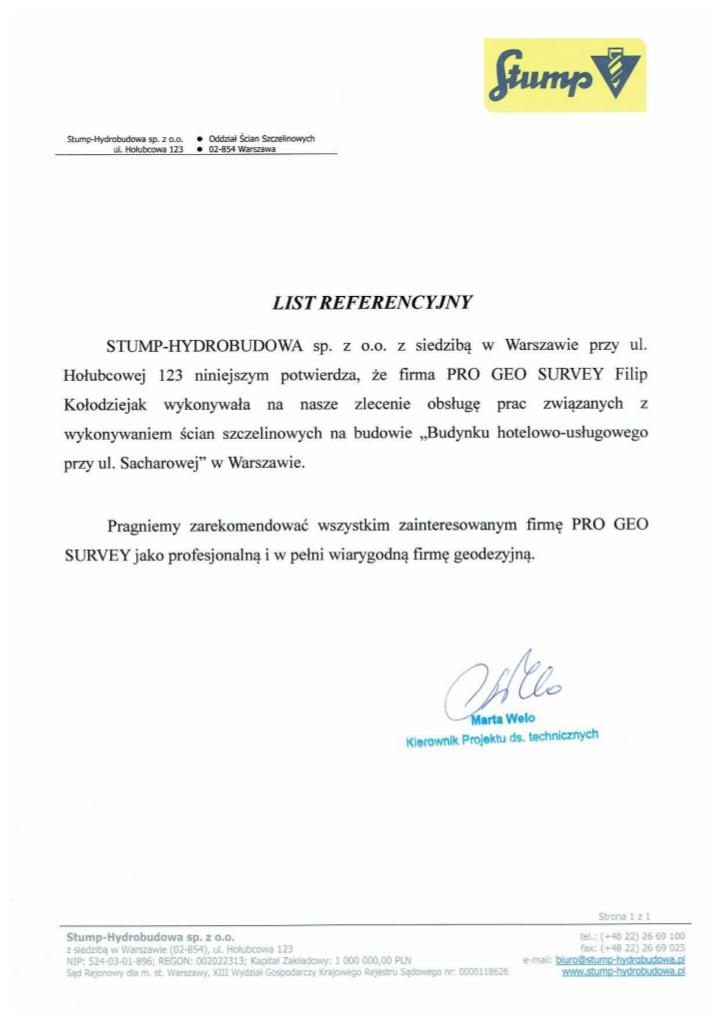 Stump
Stump-Hydrobudowa sp. z o.o. ● Oddział Ścian Szczelinowych
ul. Hołubcowa 123 ● 02-854 Warszawa
LIST REFERENCYJNY
STUMP-HYDROBUDOWA sp. z o.o. z siedzibą w Warszawie przy ul.
Hołubcowej 123 niniejszym potwierdza, że firma PRO GEO SURVEY Filip
Kołodziejak wykonywała na nasze zlecenie obsługę prac związanych z
wykonywaniem ścian szczelinowych na budowie „Budynku hotelowo-usługowego
przy ul. Sacharowej” w Warszawie.
Pragniemy zarekomendować wszystkim zainteresowanym firmę PRO GEO
SURVEY jako profesjonalną i w pełni wiarygodną firmę geodezyjną.
Marta Welo
Kierownik Projektu ds. technicznych
Strona 1 z 1
Stump-Hydrobudowa sp. z o.o.
z siedzibą w Warszawie (02-854), ul. Hołubcowa 123
NIP: 524-03-01-896; REGON: 002022313; Kapitał Zakładowy: 1 000 000,00 PLN
Sąd Rejonowy dla m. st. Warszawy, XIII Wydział Gospodarczy Krajowego Rejestru Sądowego nr: 0000118626
tel.: (+48 22) 26 69 100
fax: (+48 22) 26 69 025
e-mail: biuro@stump-hydrobudowa.pl
www.stump-hydrobudowa.pl